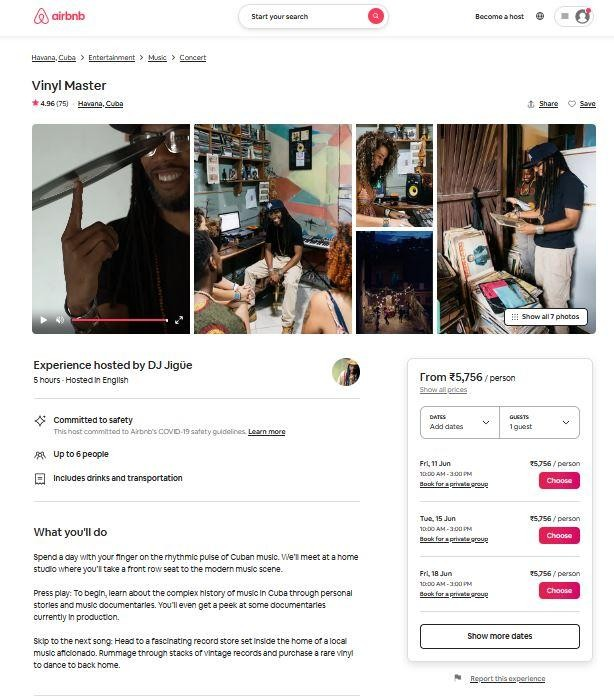 airbnb
Start your search
Become a host
Havana, Cuba > Entertainment > Music > Concert
Vinyl Master
★ 4.96 (75) · Havana, Cuba
Share
Save
Show all 7 photos
Experience hosted by DJ Jigüe
5 hours · Hosted in English
Committed to safety
This host committed to Airbnb's COVID-19 safety guidelines. Learn more
Up to 6 people
Includes drinks and transportation
What you'll do
Spend a day with your finger on the rhythmic pulse of Cuban music. We'll meet at a home
studio where you'll take a front row seat to the modern music scene.
Press play: To begin, learn about the complex history of music in Cuba through personal
stories and music documentaries. You'll even get a peek at some documentaries
currently in production.
Skip to the next song: Head to a fascinating record store set inside the home of a local
music aficionado. Rummage through stacks of vintage records and purchase a rare vinyl
to dance to back home.
From ₹5,756 / person
Show all prices
DATES
Add dates
GUESTS
1 guest
Fri, 11 Jun
₹5,756 / person
10:00 AM - 3:00 PM
Book for a private group
Choose
Tue, 15 Jun
₹5,756 / person
10:00 AM - 3:00 PM
Book for a private group
Choose
Fri, 18 Jun
₹5,756 / person
10:00 AM - 3:00 PM
Book for a private group
Choose
Show more dates
Report this experience